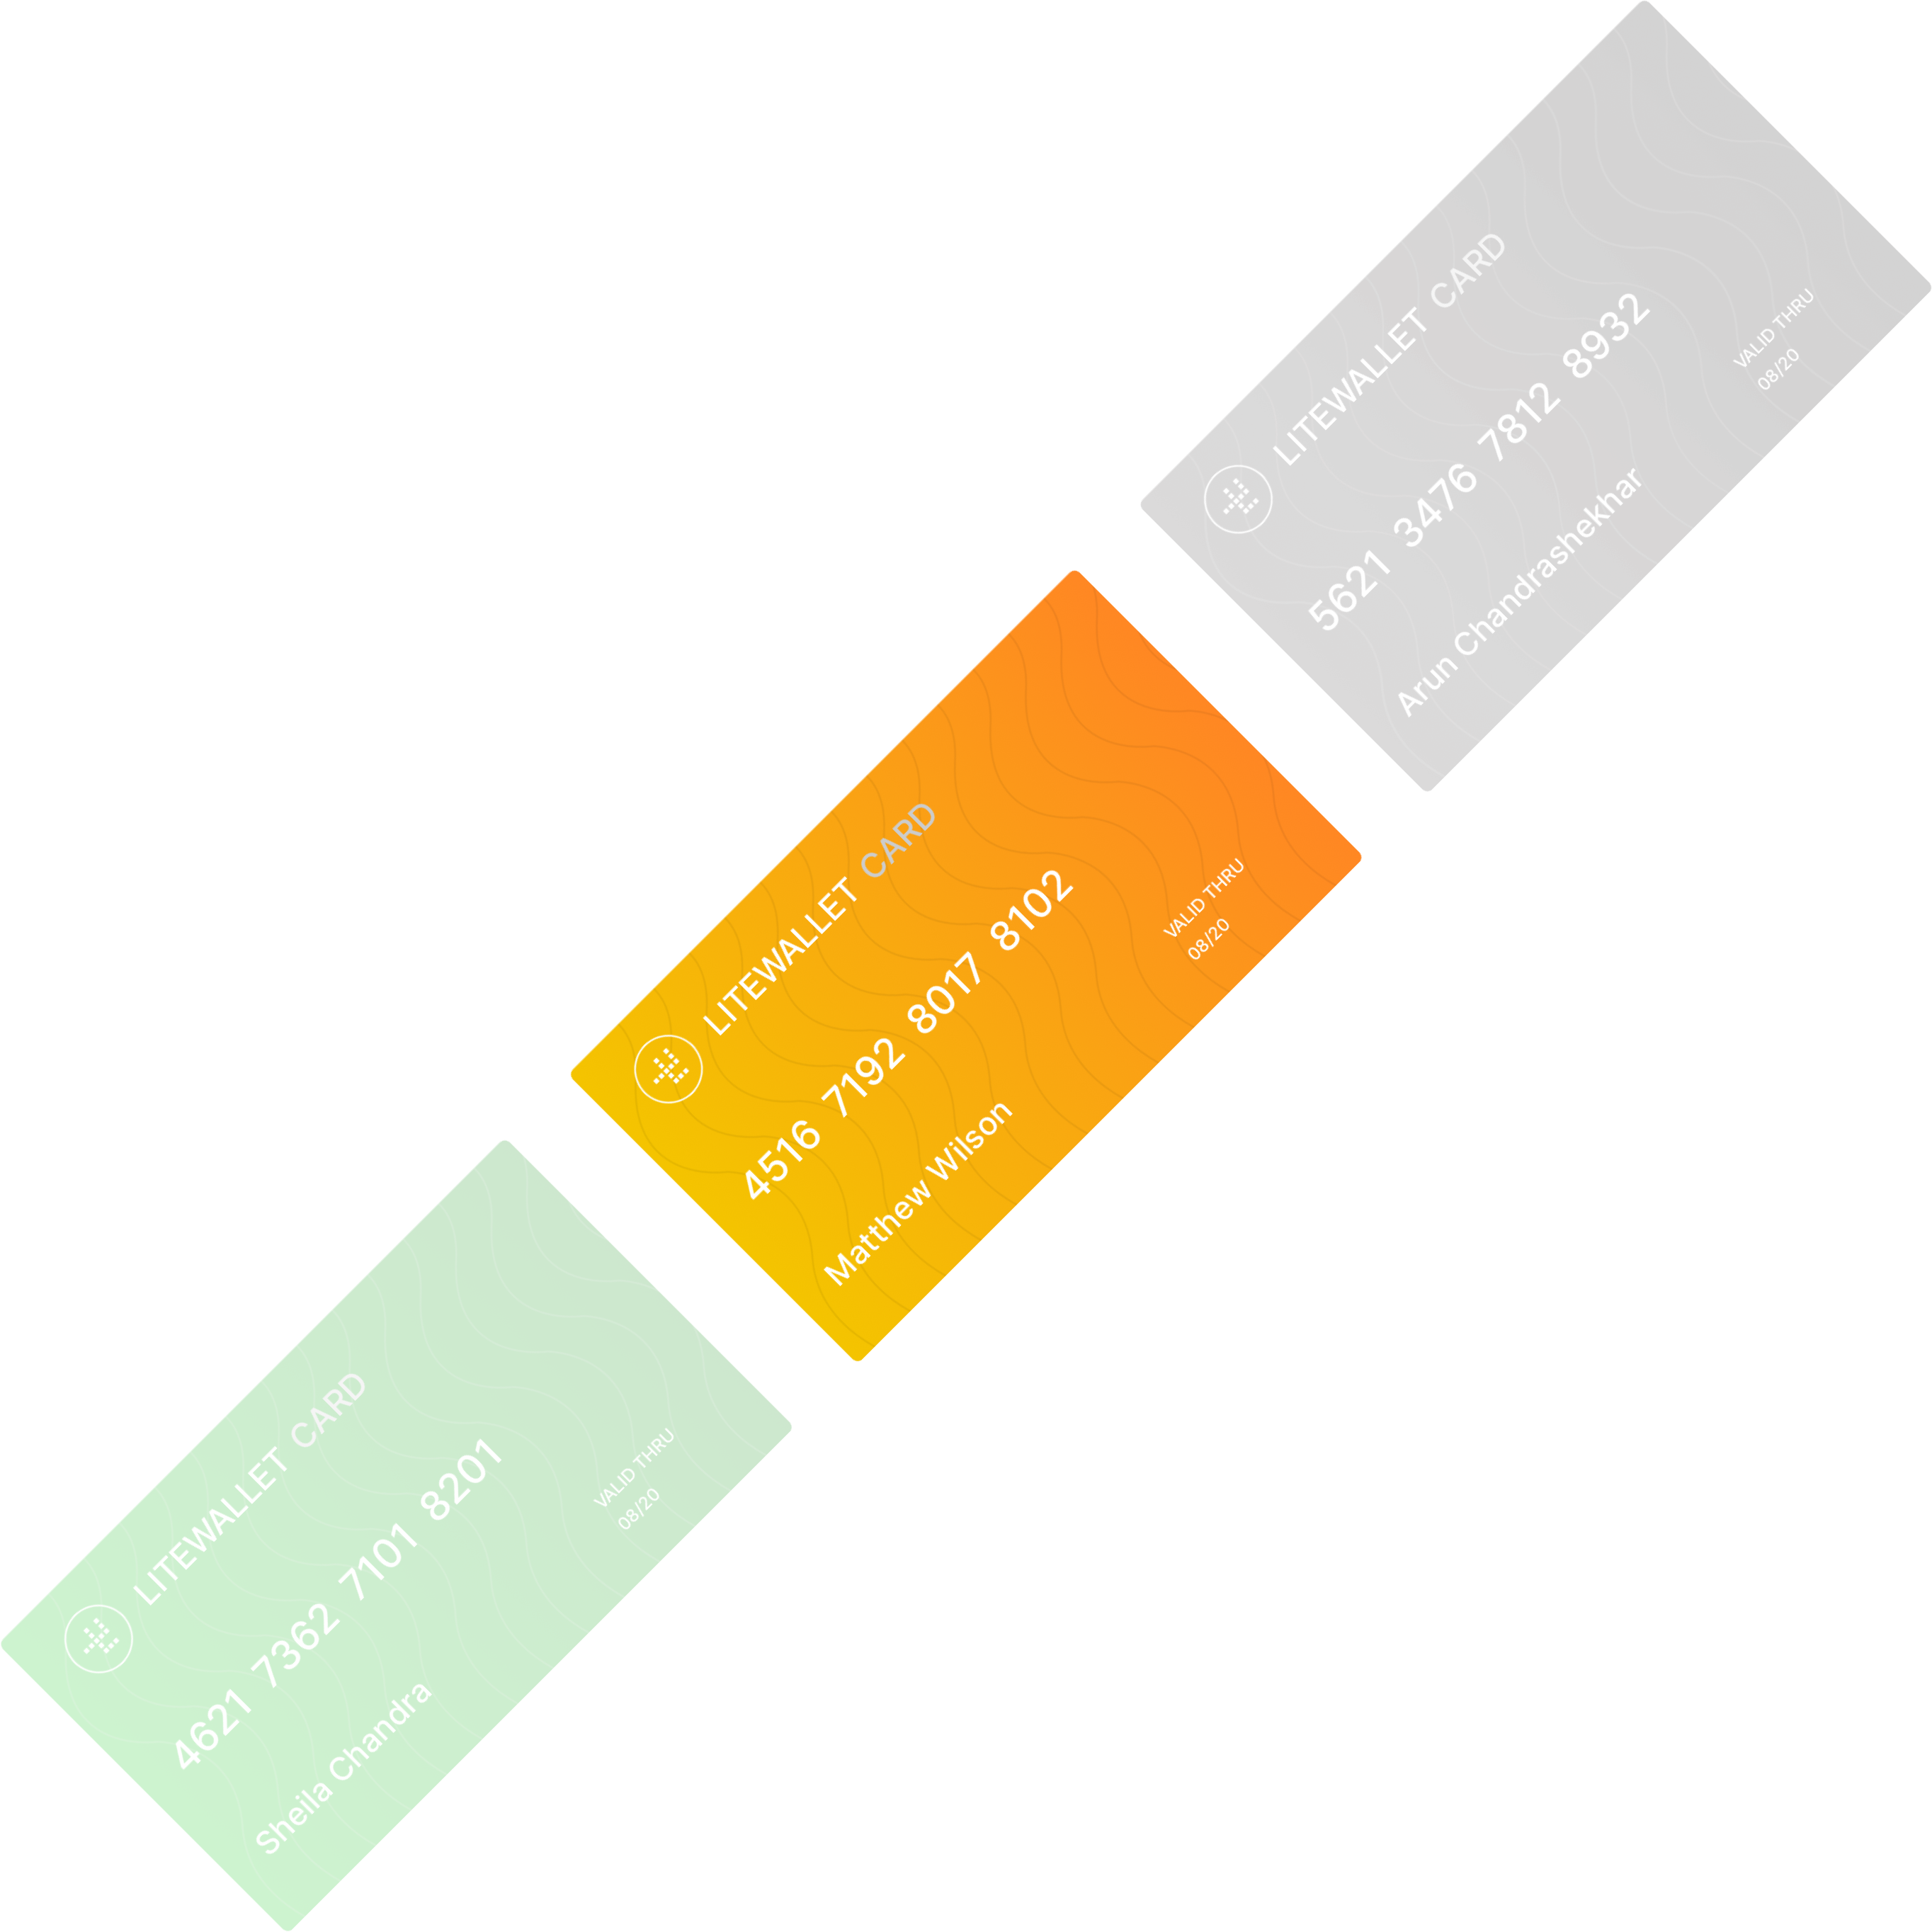 LITEWALLET CARD
5621 3476 7812 8932
VALID THRU
08/20
Arun Chandrashekhar
LITEWALLET CARD
4516 7192 8017 8102
VALID THRU
08/20
Matthew Wilson
LITEWALLET CARD
4621 7362 7101 8201
VALID THRU
08/20
Sheila Chandra